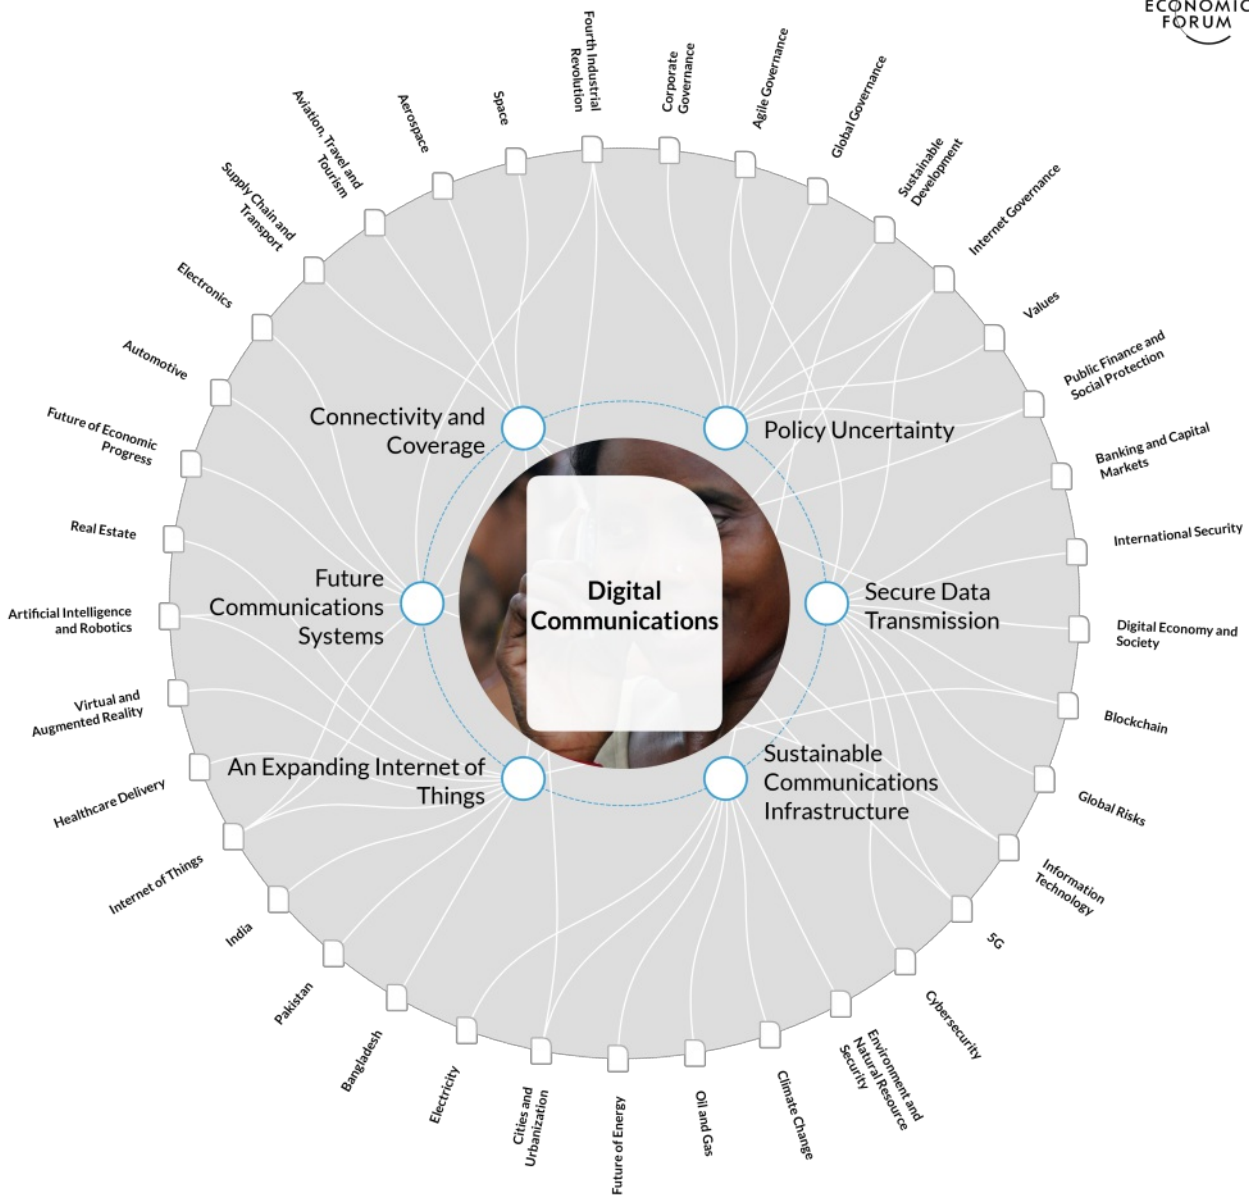 ECONOMIC
FORUM
Fourth Industrial
Revolution
Corporate
Governance
Agile Governance
Global Governance
Sustainable
Development
Internet Governance
Values
Public Finance and
Social Protection
Banking and Capital
Markets
International Security
Digital Economy and
Society
Blockchain
Global Risks
Information
Technology
5G
Cybersecurity
Environment and
Natural Resource
Security
Climate Change
Oil and Gas
Future of Energy
Cities and
Urbanization
Electricity
Bangladesh
Pakistan
India
Internet of Things
Healthcare Delivery
Virtual and
Augmented Reality
Artificial Intelligence
and Robotics
Real Estate
Future of Economic
Progress
Automotive
Electronics
Supply Chain and
Transport
Aviation, Travel and
Tourism
Aerospace
Space
Connectivity and
Coverage
Policy Uncertainty
Future
Communications
Systems
Digital
Communications
Secure Data
Transmission
An Expanding Internet of
Things
Sustainable
Communications
Infrastructure